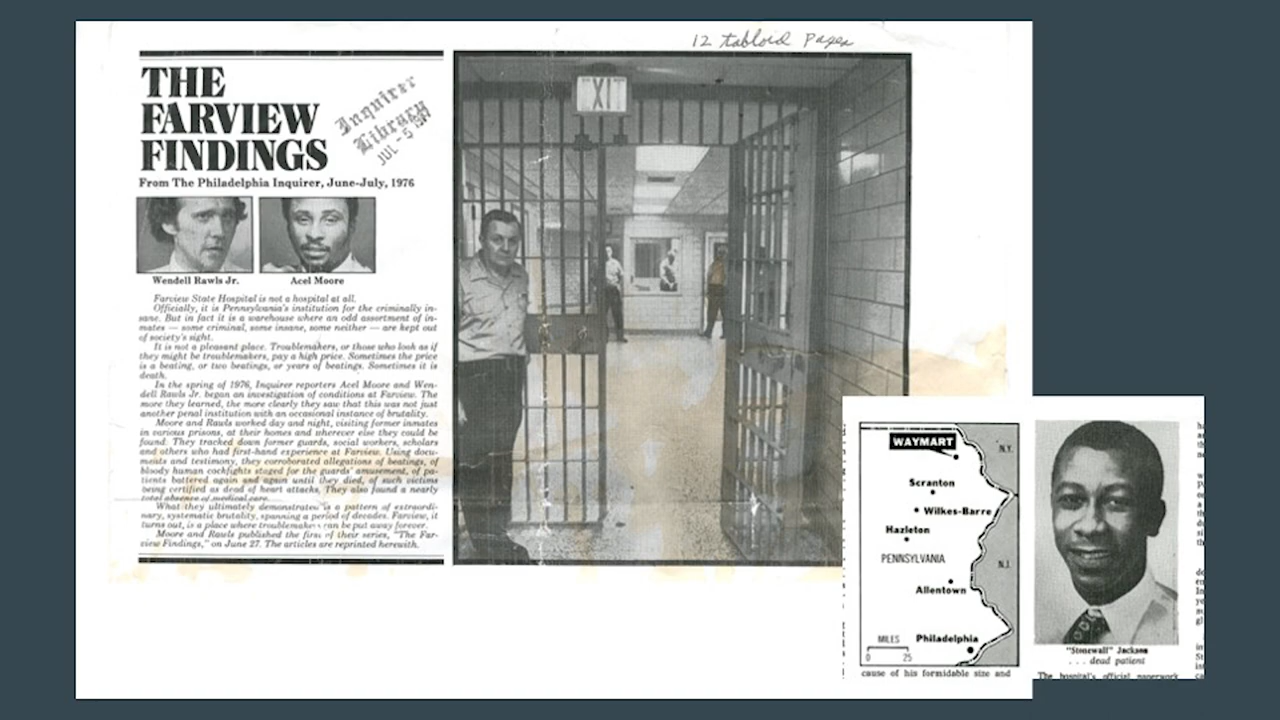 12 tabloid Pages
THE
FARVIEW
FINDINGS
Inquirer
Library
JUL - 5
From The Philadelphia Inquirer, June-July, 1976
Wendell Rawls Jr.
Acel Moore
Farview State Hospital is not a hospital at all.
Officially, it is Pennsylvania's institution for the criminally in-
sane. But in fact it is a warehouse where an odd assortment of in-
mates — some criminal, some insane, some neither — are kept out
of society's sight.
It is not a pleasant place. Troublemakers, or those who look as if
they might be troublemakers, pay a high price. Sometimes the price
is a beating, or two beatings, or years of beatings. Sometimes it is
death.
In the spring of 1976, Inquirer reporters Acel Moore and Wen-
dell Rawls Jr. began an investigation of conditions at Farview. The
more they learned, the more clearly they saw that this was not just
another penal institution with an occasional instance of brutality.
Moore and Rawls worked day and night, visiting former inmates
in various prisons, at their homes and wherever else they could be
found. They tracked down former guards, social workers, scholars
and others who had first-hand experience at Farview. Using docu-
ments and testimony, they corroborated allegations of beatings, of
bloody human cockfights staged for the guards' amusement, of pa-
tients battered again and again until they died, of such victims
being certified as dead of heart attacks. They also found a nearly
total absence of medical care.
What they ultimately demonstrated is a pattern of extraordi-
nary, systematic brutality, spanning a period of decades. Farview, it
turns out, is a place where troublemakers can be put away forever.
Moore and Rawls published the first of their series, "The Far-
view Findings," on June 27. The articles are reprinted herewith.
EXIT
WAYMART
N.Y.
Scranton
Wilkes-Barre
Hazleton
PENNSYLVANIA
N.J.
Allentown
MILES
Philadelphia
0 25
cause of his formidable size and
"Stonewall" Jackson
. . . dead patient
The hospital's official paperwork